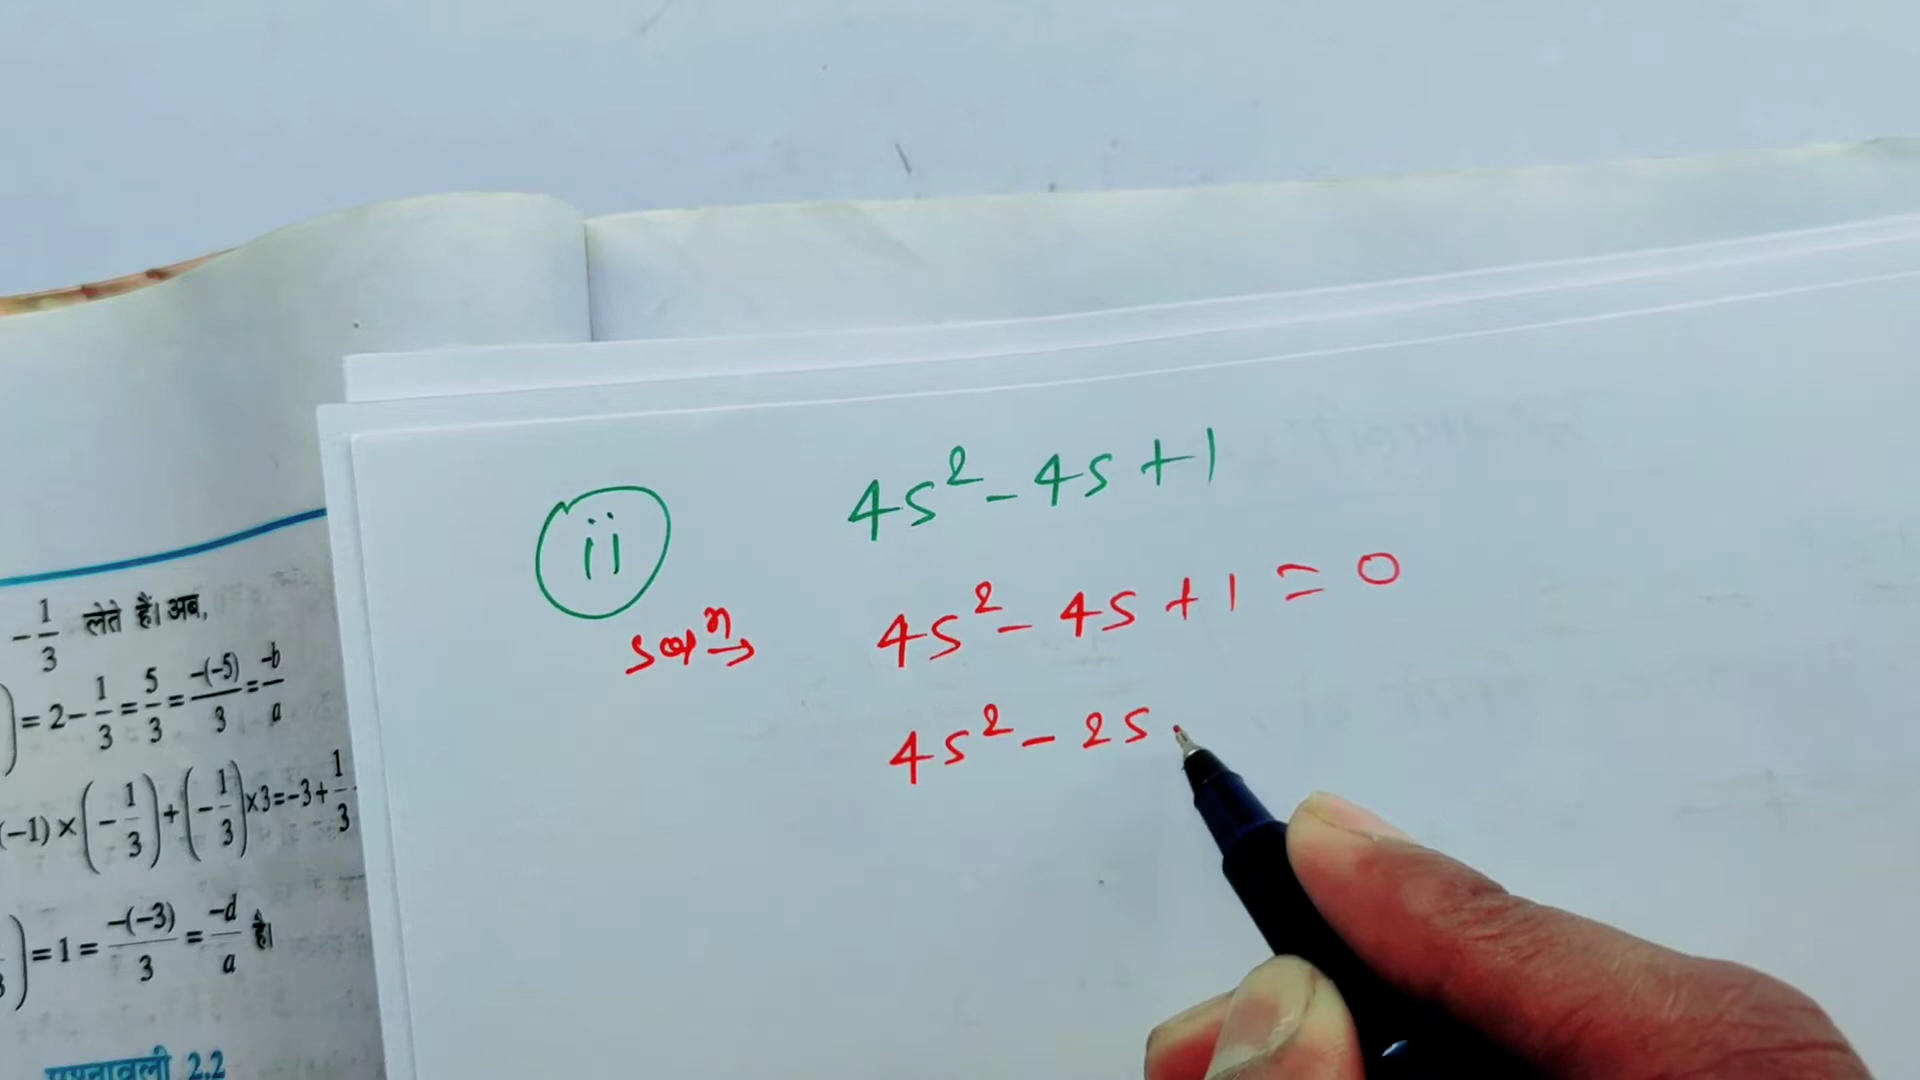 -1/3 लेते हैं। अब,
) = 2 - 1/3 = 5/3 = -(-5)/3 = -b/a
(-1) × (-1/3) + (-1/3) × 3 = -3 + 1/3
) = 1 = -(-3)/3 = -d/a है।
प्रश्नावली 2.2
ii 4s² - 4s + 1
Solⁿ → 4s² - 4s + 1 = 0
4s² - 2s